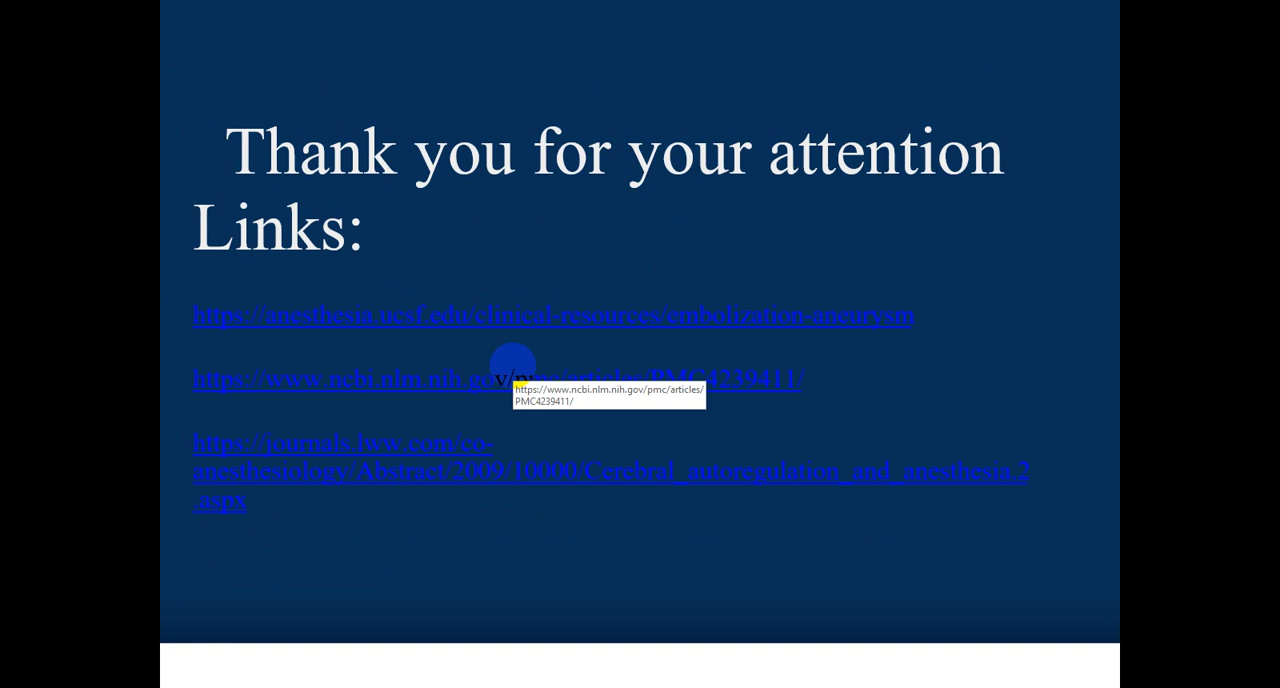 Thank you for your attention
Links:
https://anesthesia.ucsf.edu/clinical-resources/embolization-aneurysm
https://www.ncbi.nlm.nih.gov/pmc/articles/PMC4239411/
https://www.ncbi.nlm.nih.gov/pmc/articles/
PMC4239411/
https://journals.lww.com/co-
anesthesiology/Abstract/2009/10000/Cerebral_autoregulation_and_anesthesia.2
.aspx